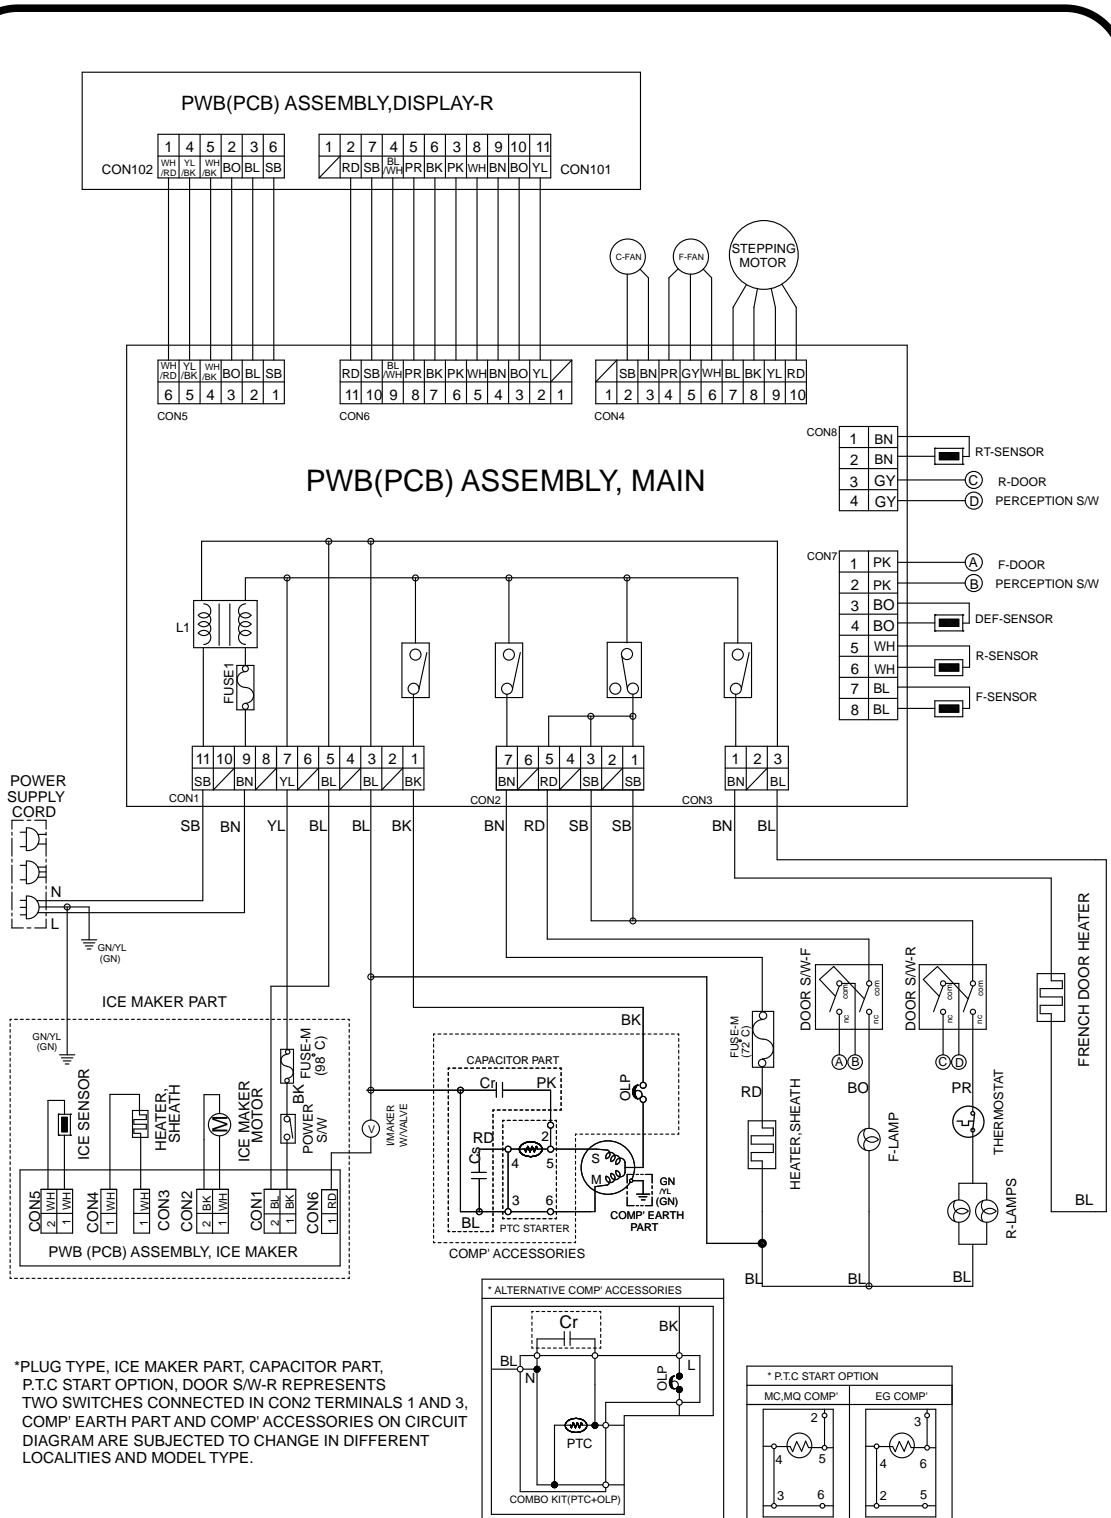 PWB(PCB) ASSEMBLY,DISPLAY-R
CON102
1 4 5 2 3 6
WH/RD YL/BK WH/BK BO BL SB
1 2 7 4 5 6 3 8 9 10 11
RD SB BL/WH PR BK PK WH BN BO YL
CON101
C-FAN
F-FAN
STEPPING
MOTOR
WH/RD YL/BK WH/BK BO BL SB
6 5 4 3 2 1
CON5
RD SB BL/WH PR BK PK WH BN BO YL
11 10 9 8 7 6 5 4 3 2 1
CON6
SB BN PR GY WH BL BK YL RD
1 2 3 4 5 6 7 8 9 10
CON4
PWB(PCB) ASSEMBLY, MAIN
CON8
1 BN
2 BN
3 GY
4 GY
RT-SENSOR
C R-DOOR
D PERCEPTION S/W
CON7
1 PK
2 PK
3 BO
4 BO
5 WH
6 WH
7 BL
8 BL
A F-DOOR
B PERCEPTION S/W
DEF-SENSOR
R-SENSOR
F-SENSOR
L1
FUSE1
11 10 9 8 7 6 5 4 3 2 1
SB BN YL BL BL BK
CON1
7 6 5 4 3 2 1
BN RD SB SB
CON2
1 2 3
BN BL
CON3
SB BN YL BL BL BK BN RD SB SB BN BL
POWER
SUPPLY
CORD
N
L
GN/YL
(GN)
ICE MAKER PART
GN/YL
(GN)
ICE SENSOR
HEATER,
SHEATH
M
ICE MAKER
MOTOR
FUSE-M
(98°C)
BK
POWER
S/W
V
I/MAKER
W/VALVE
CON5 2 WH 1 WH
CON4 1 WH
1 WH CON3
CON2 2 BK 1 WH
CON1 2 BL 1 BK
CON6 1 RD
PWB (PCB) ASSEMBLY, ICE MAKER
CAPACITOR PART
Cr
PK
RD
Cs
BL
2
4 5
3 6
PTC STARTER
COMP' ACCESSORIES
BK
OLP
S
M
GN
/YL
(GN)
COMP' EARTH
PART
FUSE-M
(72°C)
RD
HEATER, SHEATH
DOOR S/W-F
com com
nc nc
A B
BO
F-LAMP
DOOR S/W-R
com com
nc nc
C D
PR
THERMOSTAT
R-LAMPS
FRENCH DOOR HEATER
BL
BL
BL
BL
* ALTERNATIVE COMP' ACCESSORIES
Cr
BK
BL
N
L
OLP
PTC
COMBO KIT(PTC+OLP)
* P.T.C START OPTION
MC,MQ COMP'
EG COMP'
2
4 5
3 6
3
4 6
2 5
*PLUG TYPE, ICE MAKER PART, CAPACITOR PART,
P.T.C START OPTION, DOOR S/W-R REPRESENTS
TWO SWITCHES CONNECTED IN CON2 TERMINALS 1 AND 3,
COMP' EARTH PART AND COMP' ACCESSORIES ON CIRCUIT
DIAGRAM ARE SUBJECTED TO CHANGE IN DIFFERENT
LOCALITIES AND MODEL TYPE.